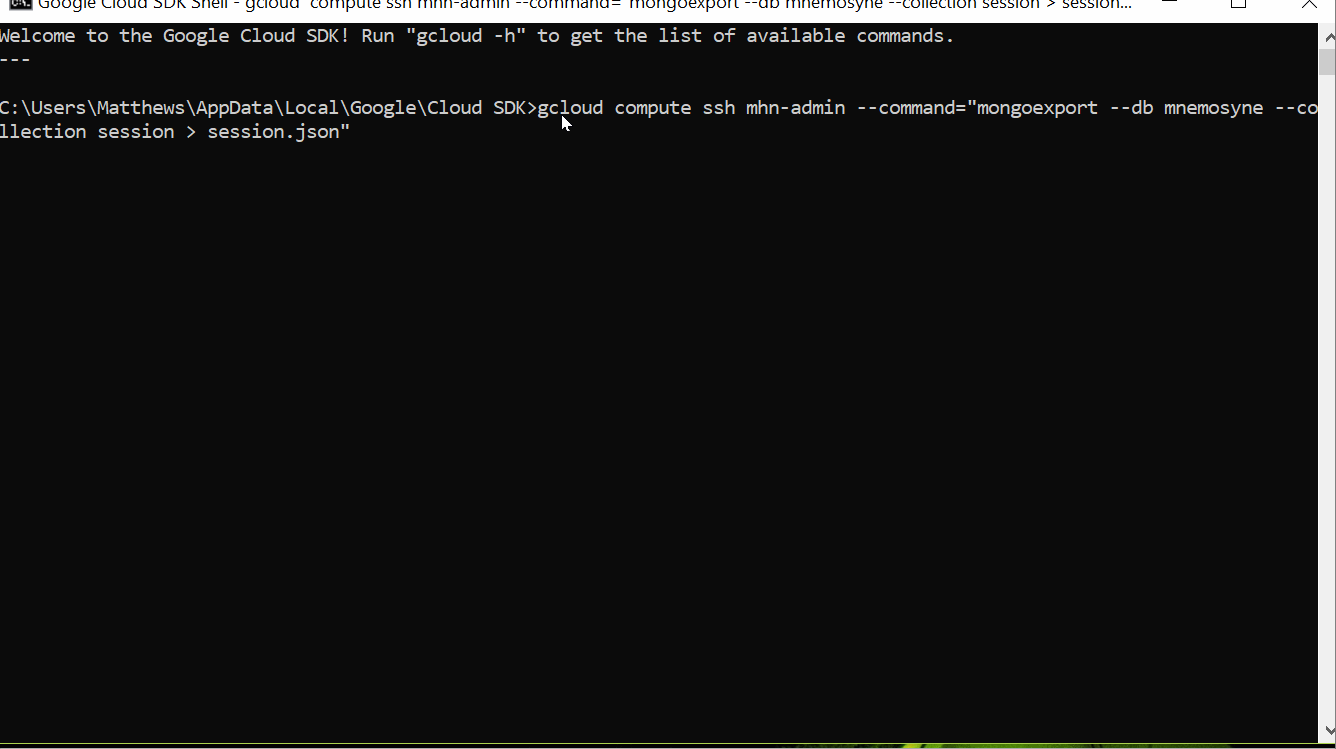 Google Cloud SDK Shell - gcloud  compute ssh mhn-admin --command="mongoexport --db mnemosyne --collection session > session...
Welcome to the Google Cloud SDK! Run "gcloud -h" to get the list of available commands.
---
C:\Users\Matthews\AppData\Local\Google\Cloud SDK>gcloud compute ssh mhn-admin --command="mongoexport --db mnemosyne --co
llection session > session.json"